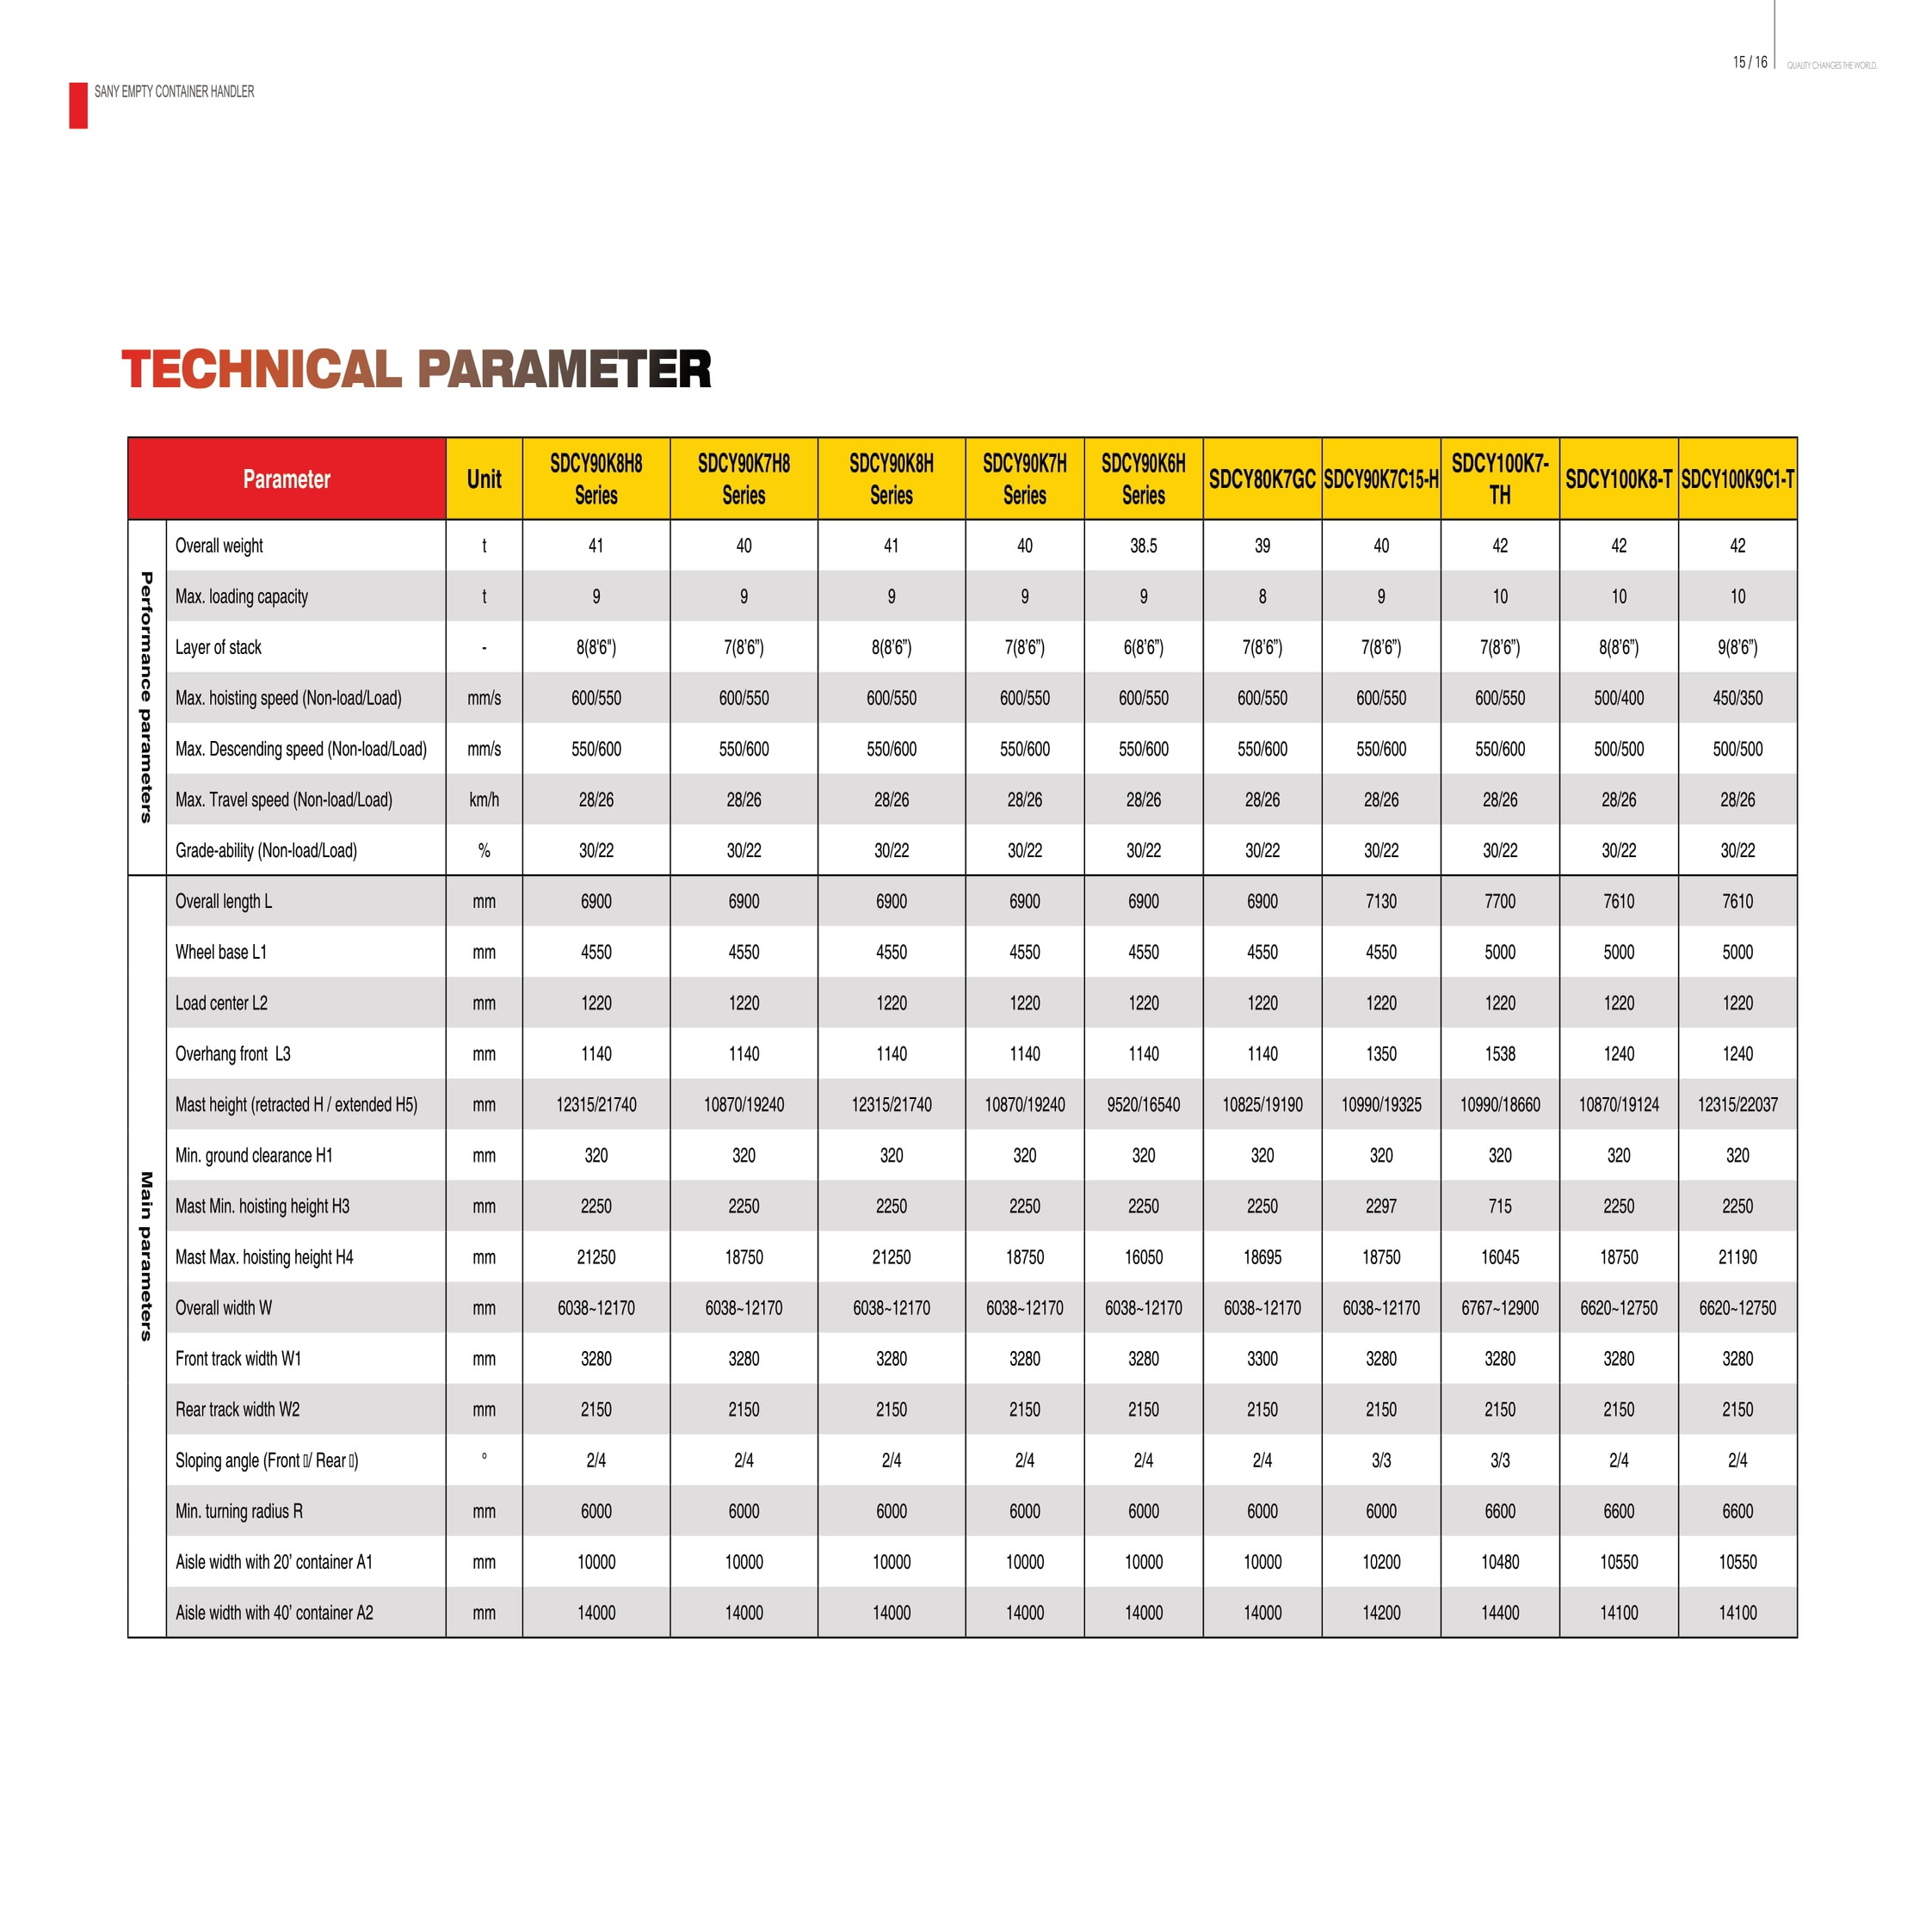 15 / 16
QUALITY CHANGES THE WORLD.
SANY EMPTY CONTAINER HANDLER
TECHNICAL PARAMETER
Parameter Unit SDCY90K8H8 Series SDCY90K7H8 Series SDCY90K8H Series SDCY90K7H Series SDCY90K6H Series SDCY80K7GC SDCY90K7C15-H SDCY100K7-TH SDCY100K8-T SDCY100K9C1-T
Performance parameters
Overall weight t 41 40 41 40 38.5 39 40 42 42 42
Max. loading capacity t 9 9 9 9 9 8 9 10 10 10
Layer of stack - 8(8'6") 7(8’6”) 8(8’6”) 7(8’6”) 6(8’6”) 7(8’6”) 7(8’6”) 7(8’6”) 8(8’6”) 9(8’6”)
Max. hoisting speed (Non-load/Load) mm/s 600/550 600/550 600/550 600/550 600/550 600/550 600/550 600/550 500/400 450/350
Max. Descending speed (Non-load/Load) mm/s 550/600 550/600 550/600 550/600 550/600 550/600 550/600 550/600 500/500 500/500
Max. Travel speed (Non-load/Load) km/h 28/26 28/26 28/26 28/26 28/26 28/26 28/26 28/26 28/26 28/26
Grade-ability (Non-load/Load) % 30/22 30/22 30/22 30/22 30/22 30/22 30/22 30/22 30/22 30/22
Main parameters
Overall length L mm 6900 6900 6900 6900 6900 6900 7130 7700 7610 7610
Wheel base L1 mm 4550 4550 4550 4550 4550 4550 4550 5000 5000 5000
Load center L2 mm 1220 1220 1220 1220 1220 1220 1220 1220 1220 1220
Overhang front L3 mm 1140 1140 1140 1140 1140 1140 1350 1538 1240 1240
Mast height (retracted H / extended H5) mm 12315/21740 10870/19240 12315/21740 10870/19240 9520/16540 10825/19190 10990/19325 10990/18660 10870/19124 12315/22037
Min. ground clearance H1 mm 320 320 320 320 320 320 320 320 320 320
Mast Min. hoisting height H3 mm 2250 2250 2250 2250 2250 2250 2297 715 2250 2250
Mast Max. hoisting height H4 mm 21250 18750 21250 18750 16050 18695 18750 16045 18750 21190
Overall width W mm 6038~12170 6038~12170 6038~12170 6038~12170 6038~12170 6038~12170 6038~12170 6767~12900 6620~12750 6620~12750
Front track width W1 mm 3280 3280 3280 3280 3280 3300 3280 3280 3280 3280
Rear track width W2 mm 2150 2150 2150 2150 2150 2150 2150 2150 2150 2150
Sloping angle (Front / Rear ) ° 2/4 2/4 2/4 2/4 2/4 2/4 3/3 3/3 2/4 2/4
Min. turning radius R mm 6000 6000 6000 6000 6000 6000 6000 6600 6600 6600
Aisle width with 20’ container A1 mm 10000 10000 10000 10000 10000 10000 10200 10480 10550 10550
Aisle width with 40’ container A2 mm 14000 14000 14000 14000 14000 14000 14200 14400 14100 14100